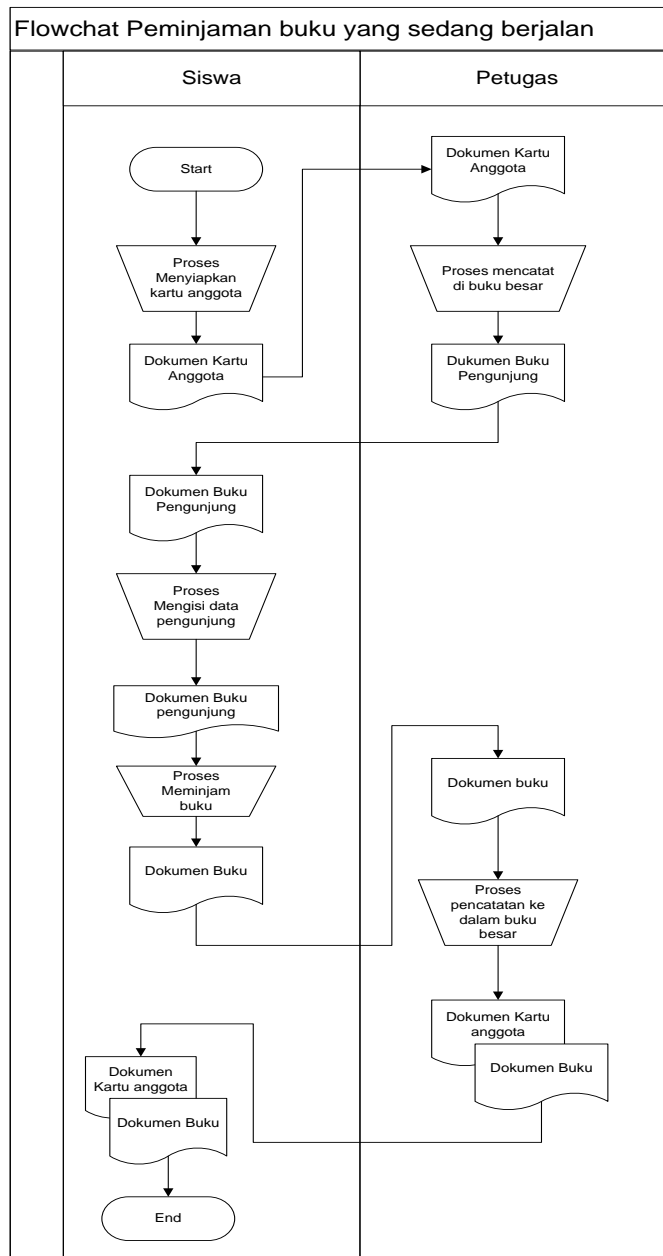 Flowchat Peminjaman buku yang sedang berjalan
Siswa
Petugas
Start
Proses
Menyiapkan
kartu anggota
Dokumen Kartu
Anggota
Dokumen Kartu
Anggota
Proses mencatat
di buku besar
Dukumen Buku
Pengunjung
Dokumen Buku
Pengunjung
Proses
Mengisi data
pengunjung
Dokumen Buku
pengunjung
Proses
Meminjam
buku
Dokumen Buku
Dokumen buku
Proses
pencatatan ke
dalam buku
besar
Dokumen Kartu
anggota
Dokumen Buku
Dokumen
Kartu anggota
Dokumen Buku
End